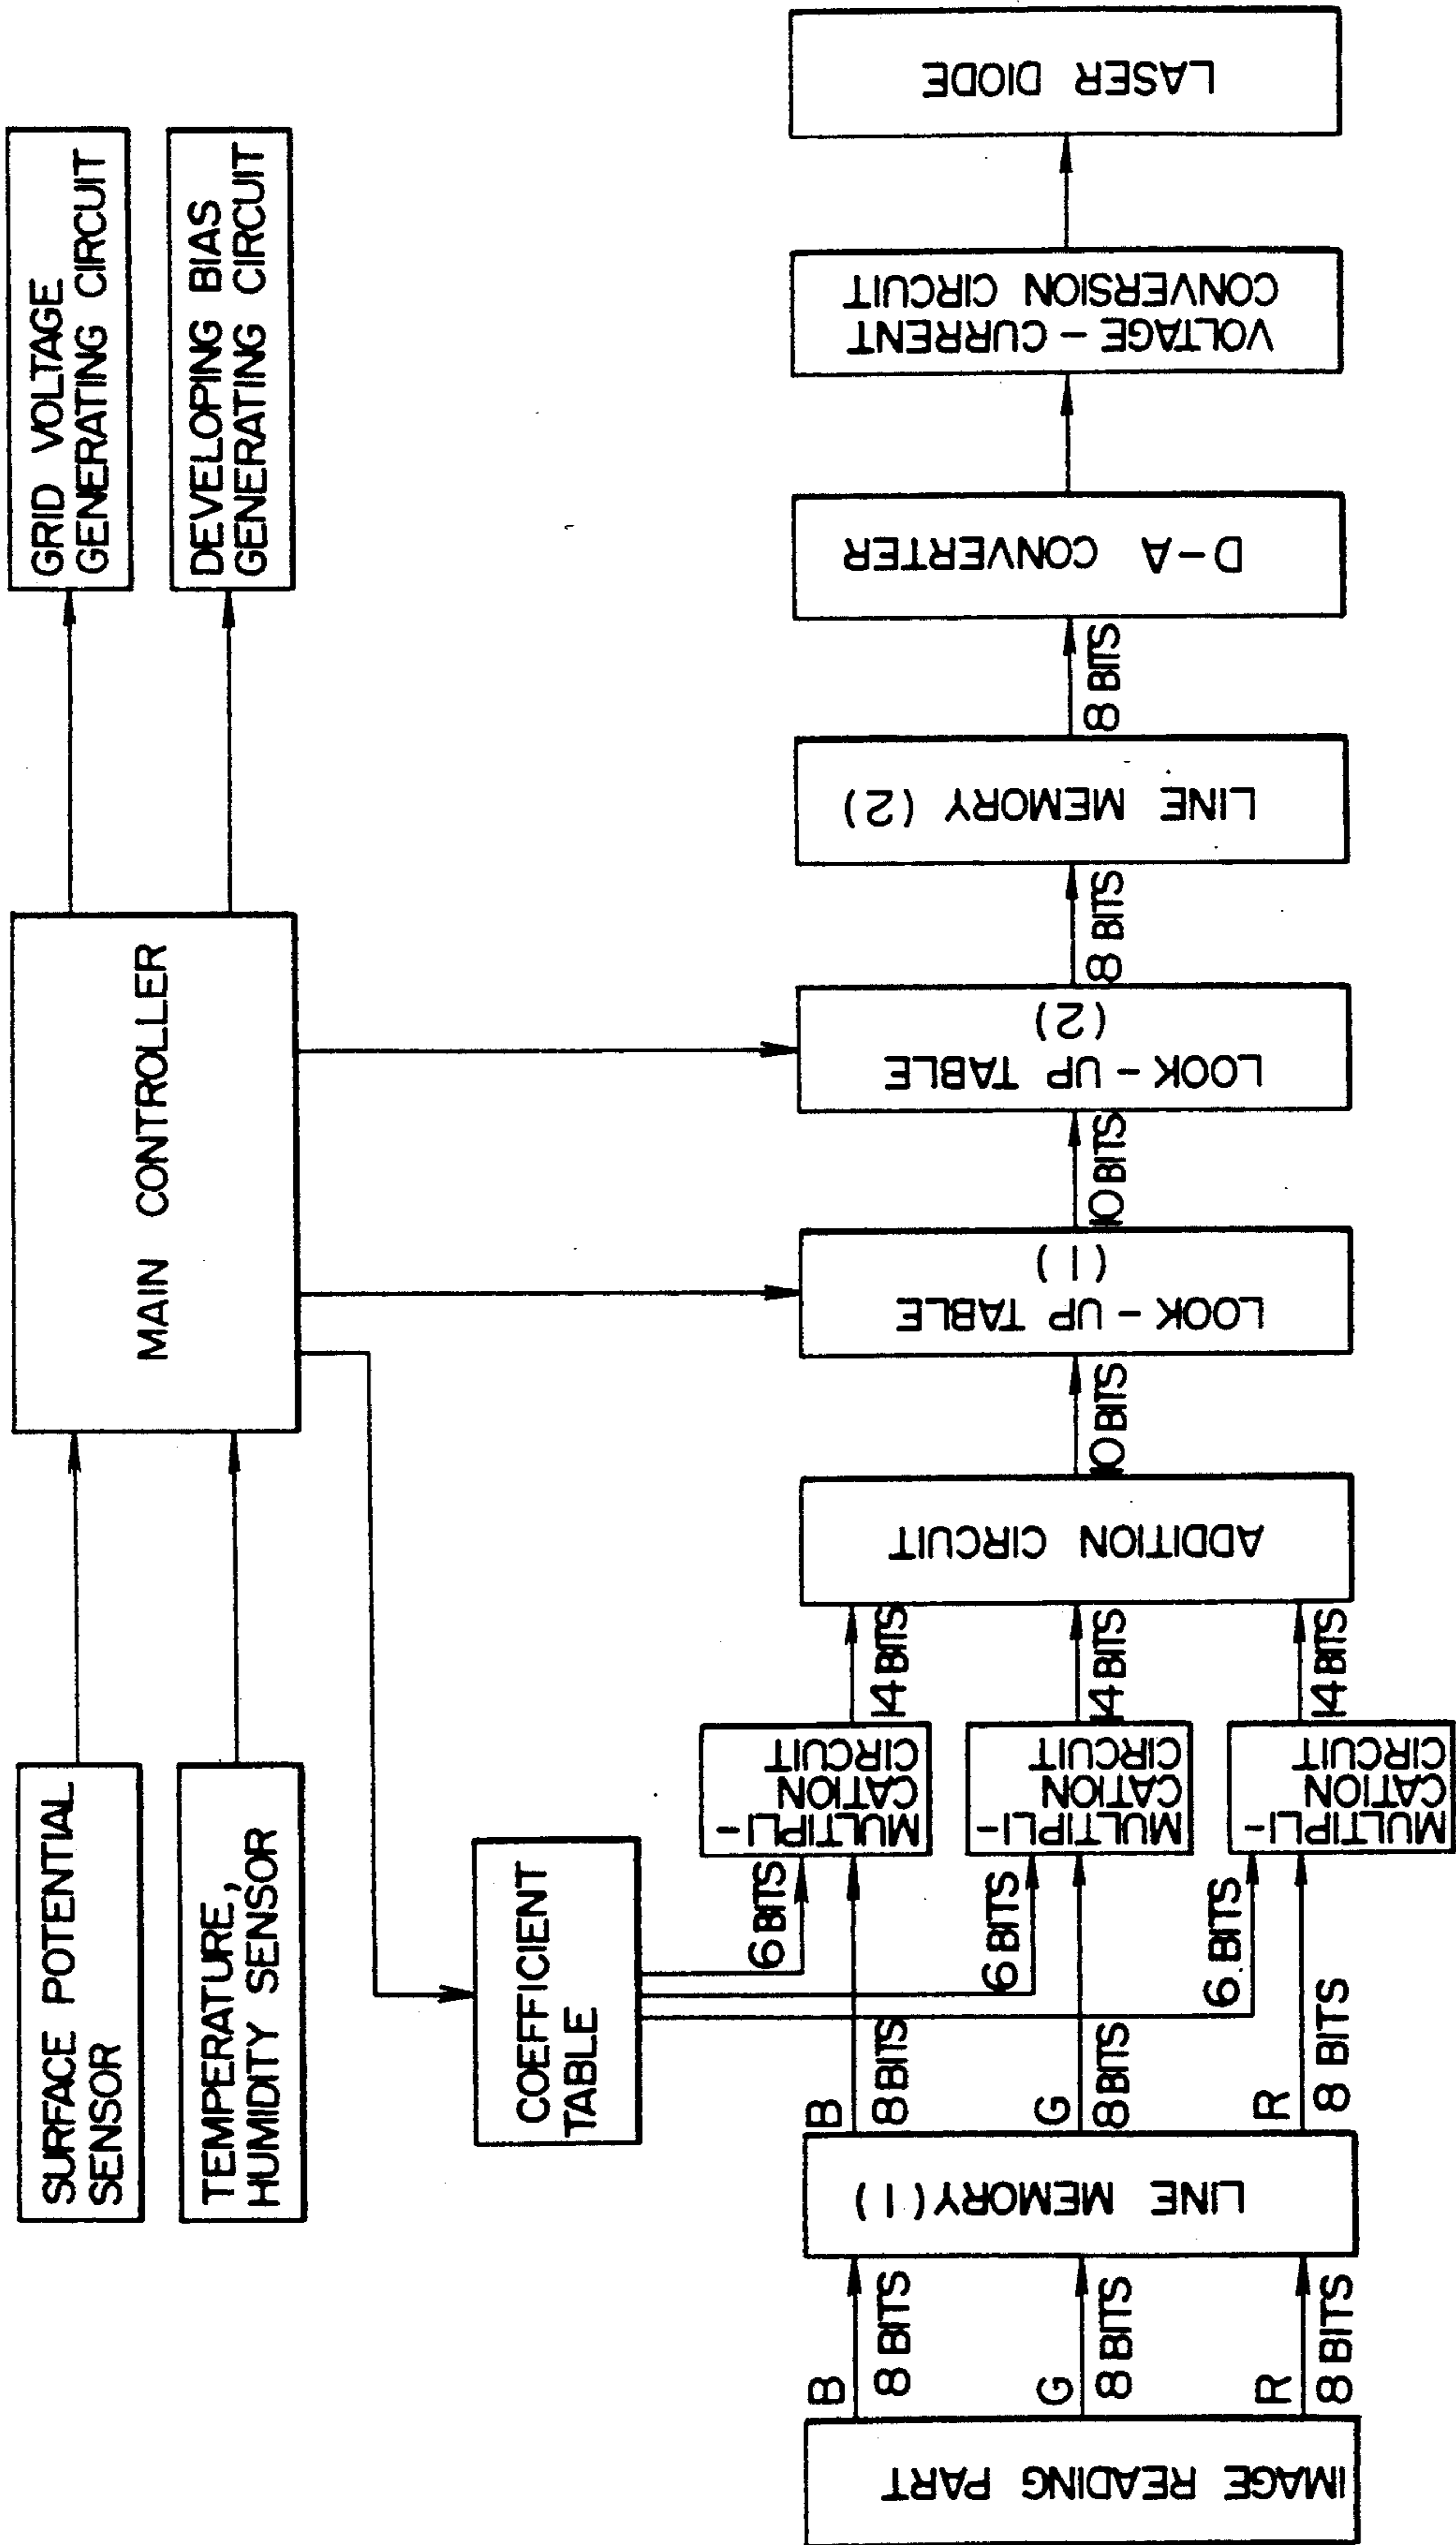 SURFACE POTENTIAL
SENSOR
TEMPERATURE,
HUMIDITY SENSOR
MAIN CONTROLLER
GRID VOLTAGE
GENERATING CIRCUIT
DEVELOPING BIAS
GENERATING CIRCUIT
COEFFICIENT
TABLE
6 BITS
6 BITS
6 BITS
IMAGE READING PART
B
8 BITS
G
8 BITS
R
8 BITS
LINE MEMORY (1)
B
8 BITS
G
8 BITS
R
8 BITS
MULTIPLI-
CATION
CIRCUIT
MULTIPLI-
CATION
CIRCUIT
MULTIPLI-
CATION
CIRCUIT
14 BITS
14 BITS
14 BITS
ADDITION CIRCUIT
10 BITS
LOOK-UP TABLE
(1)
10 BITS
LOOK-UP TABLE
(2)
8 BITS
LINE MEMORY (2)
8 BITS
D-A CONVERTER
VOLTAGE-CURRENT
CONVERSION CIRCUIT
LASER DIODE